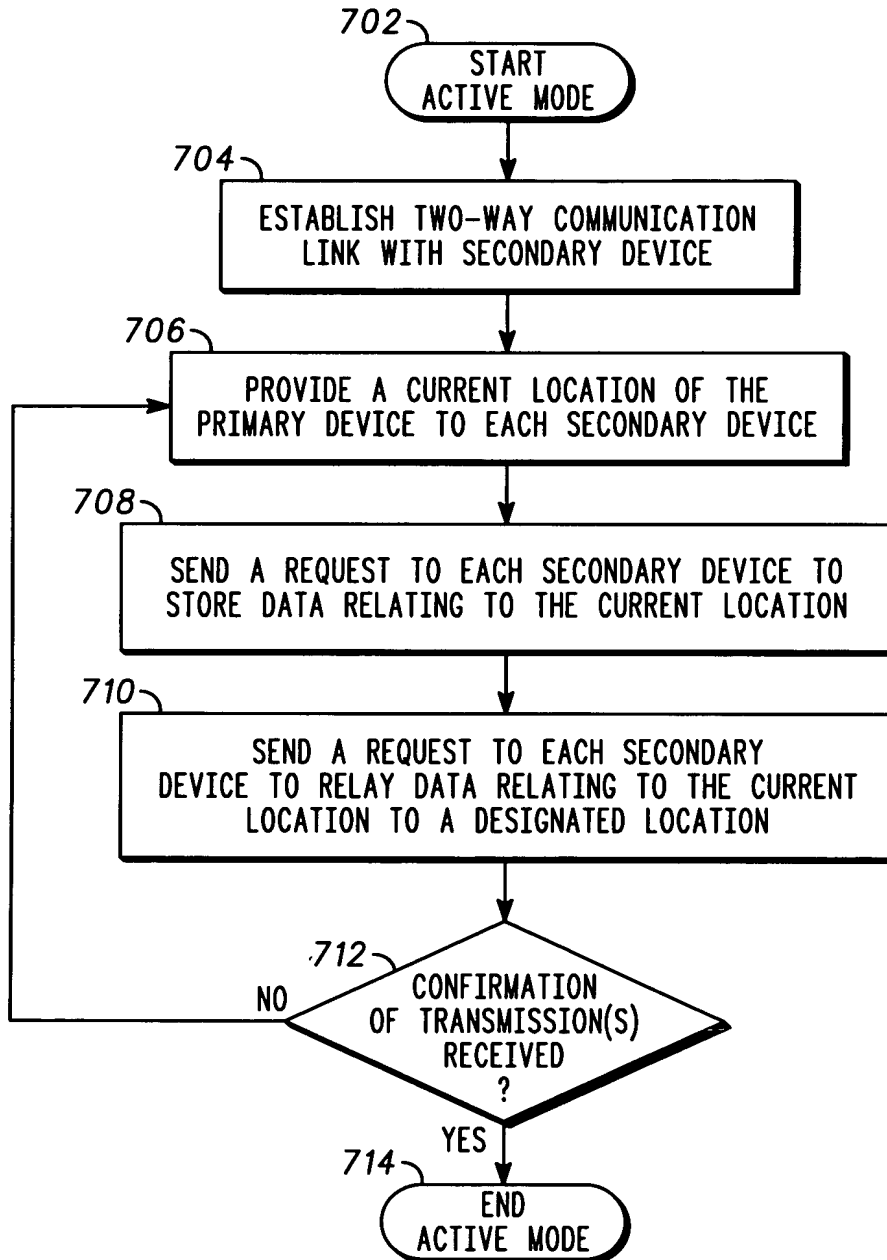 702
START
ACTIVE MODE
704
ESTABLISH TWO-WAY COMMUNICATION
LINK WITH SECONDARY DEVICE
706
PROVIDE A CURRENT LOCATION OF THE
PRIMARY DEVICE TO EACH SECONDARY DEVICE
708
SEND A REQUEST TO EACH SECONDARY DEVICE TO
STORE DATA RELATING TO THE CURRENT LOCATION
710
SEND A REQUEST TO EACH SECONDARY
DEVICE TO RELAY DATA RELATING TO THE CURRENT
LOCATION TO A DESIGNATED LOCATION
712
NO
CONFIRMATION
OF TRANSMISSION(S)
RECEIVED
?
YES
714
END
ACTIVE MODE